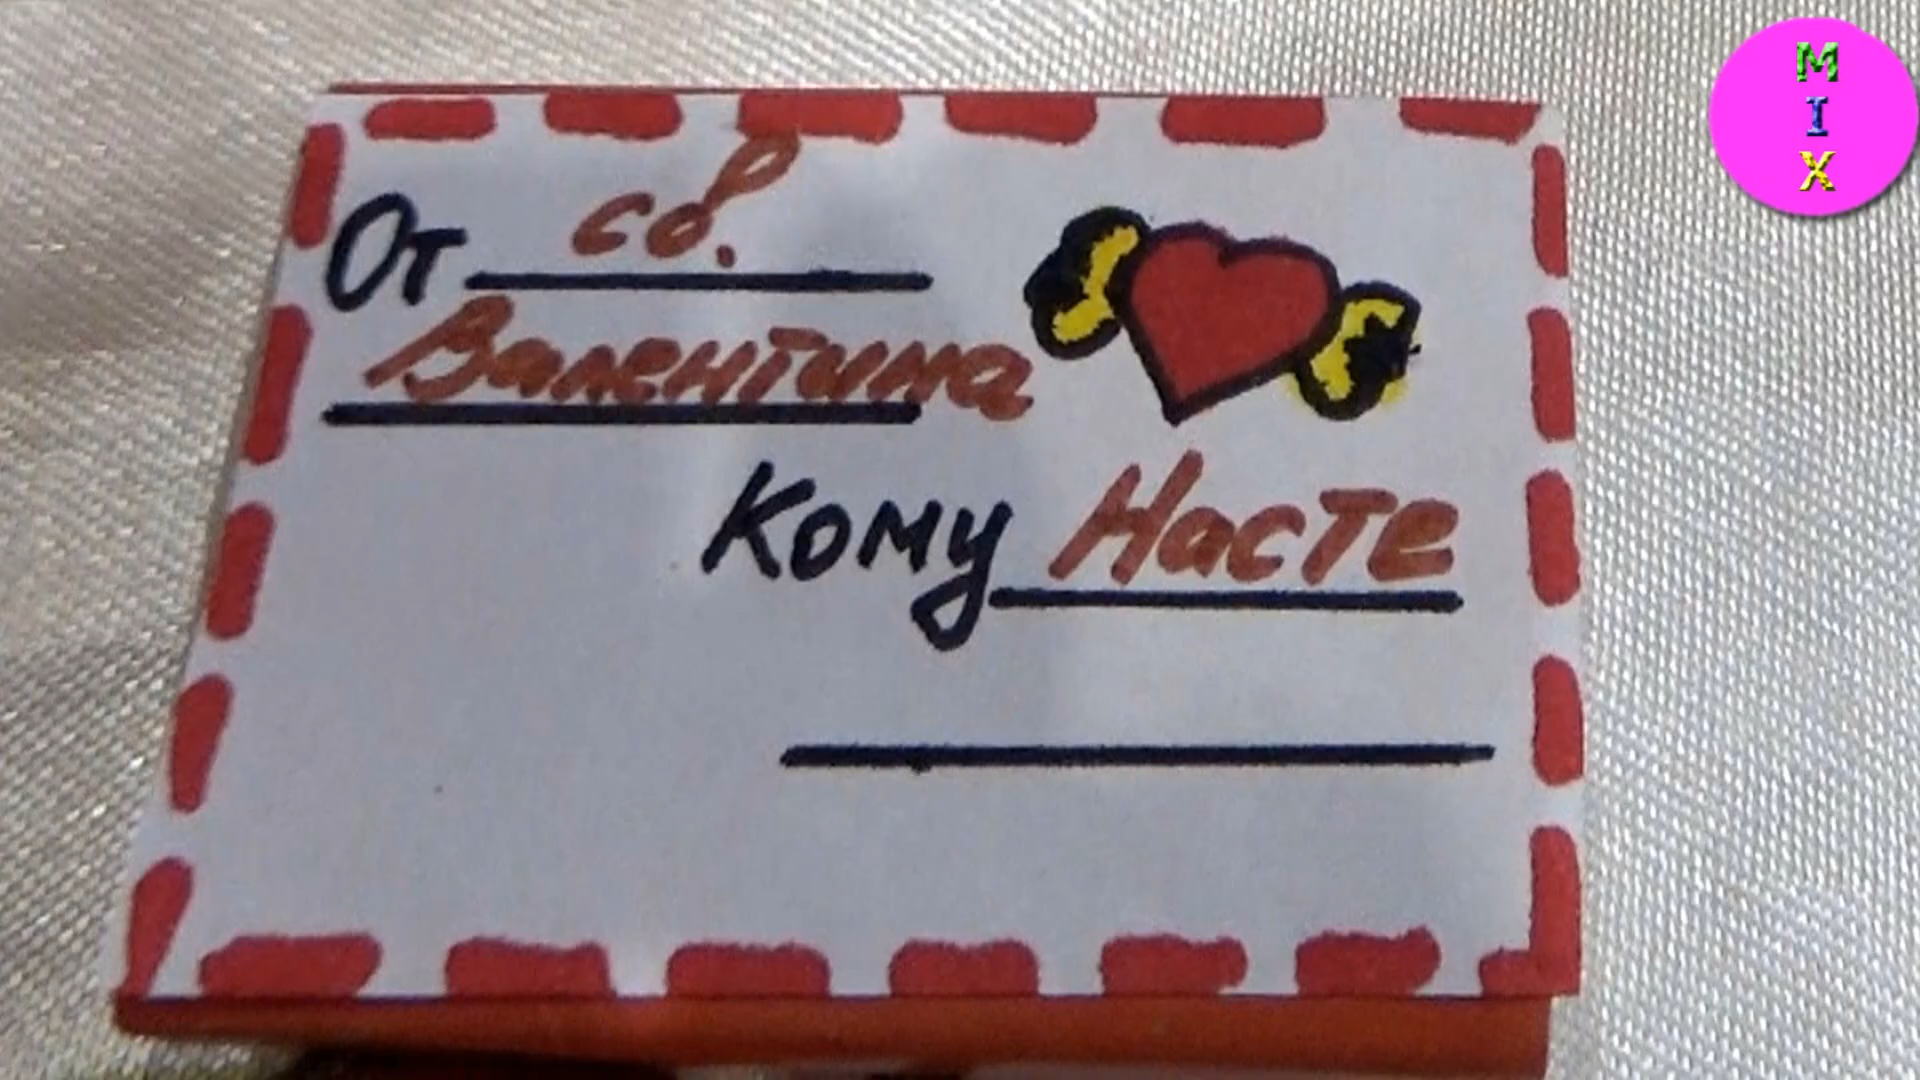 От св.
Валентина
Кому Насте
M
I
X